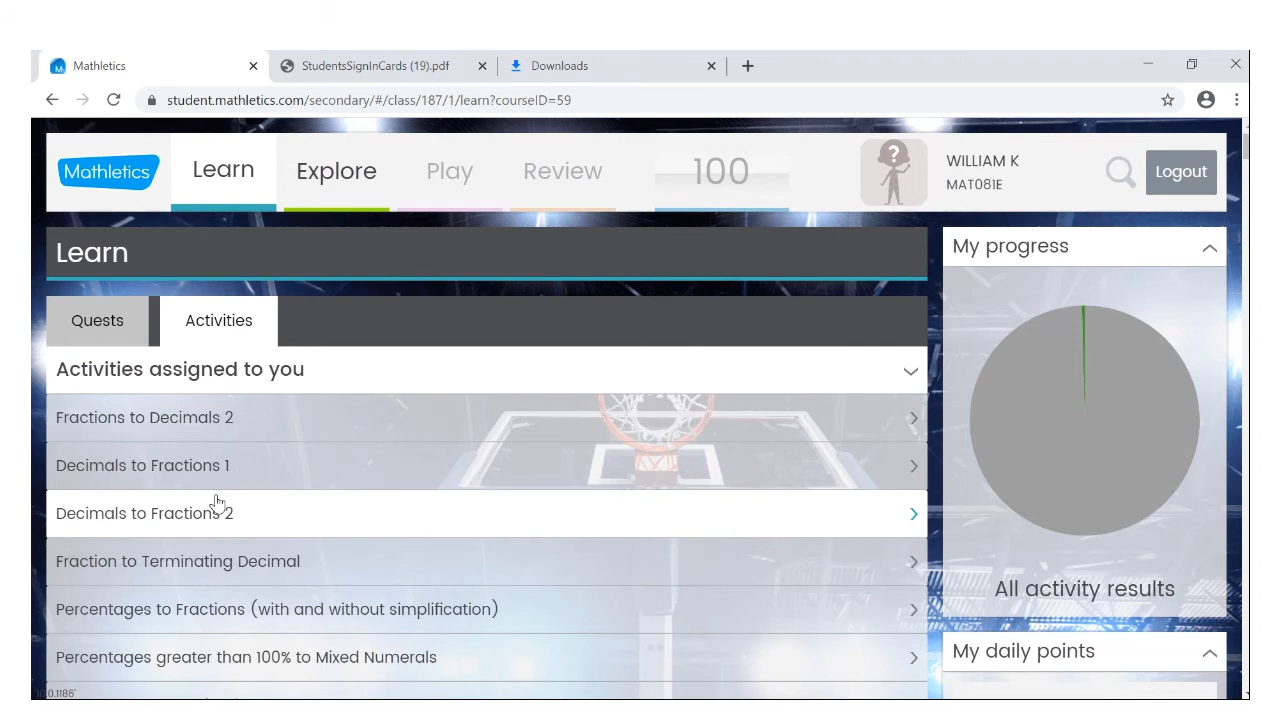 Mathletics
StudentsSignInCards (19).pdf
Downloads
student.mathletics.com/secondary/#/class/187/1/learn?courseID=59
Mathletics
Learn
Explore
Play
Review
100
?
WILLIAM K
MAT081E
Logout
Learn
My progress
Quests
Activities
Activities assigned to you
Fractions to Decimals 2
Decimals to Fractions 1
Decimals to Fractions 2
Fraction to Terminating Decimal
Percentages to Fractions (with and without simplification)
Percentages greater than 100% to Mixed Numerals
All activity results
My daily points